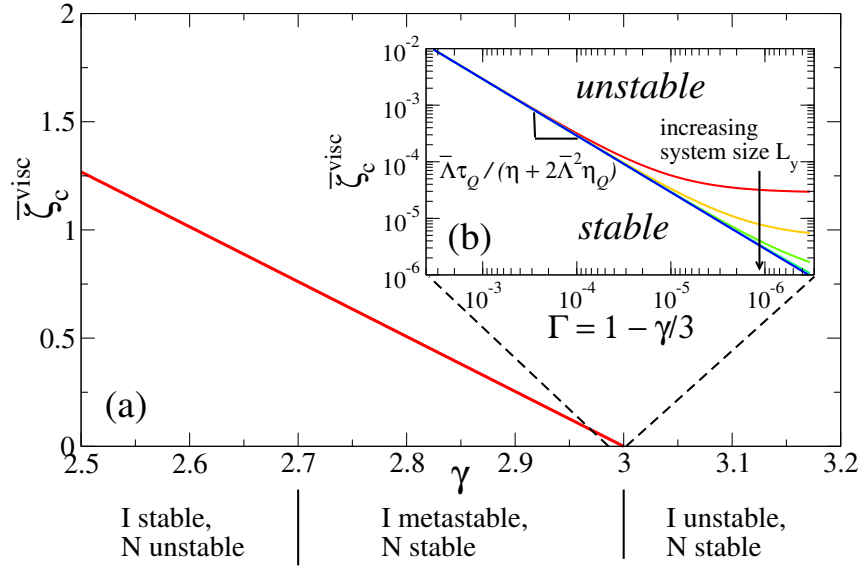 2
1.5
1
0.5
0
ζ̄_c^visc
2.5
2.6
2.7
2.8
2.9
3
3.1
3.2
γ
(a)
10^-2
10^-3
10^-4
10^-5
10^-6
ζ̄_c^visc
unstable
increasing
system size L_y
Λ̄τ_Q / (η + 2Λ̄²η_Q)
stable
(b)
10^-3
10^-4
10^-5
10^-6
Γ = 1 − γ/3
I stable,
N unstable
I metastable,
N stable
I unstable,
N stable